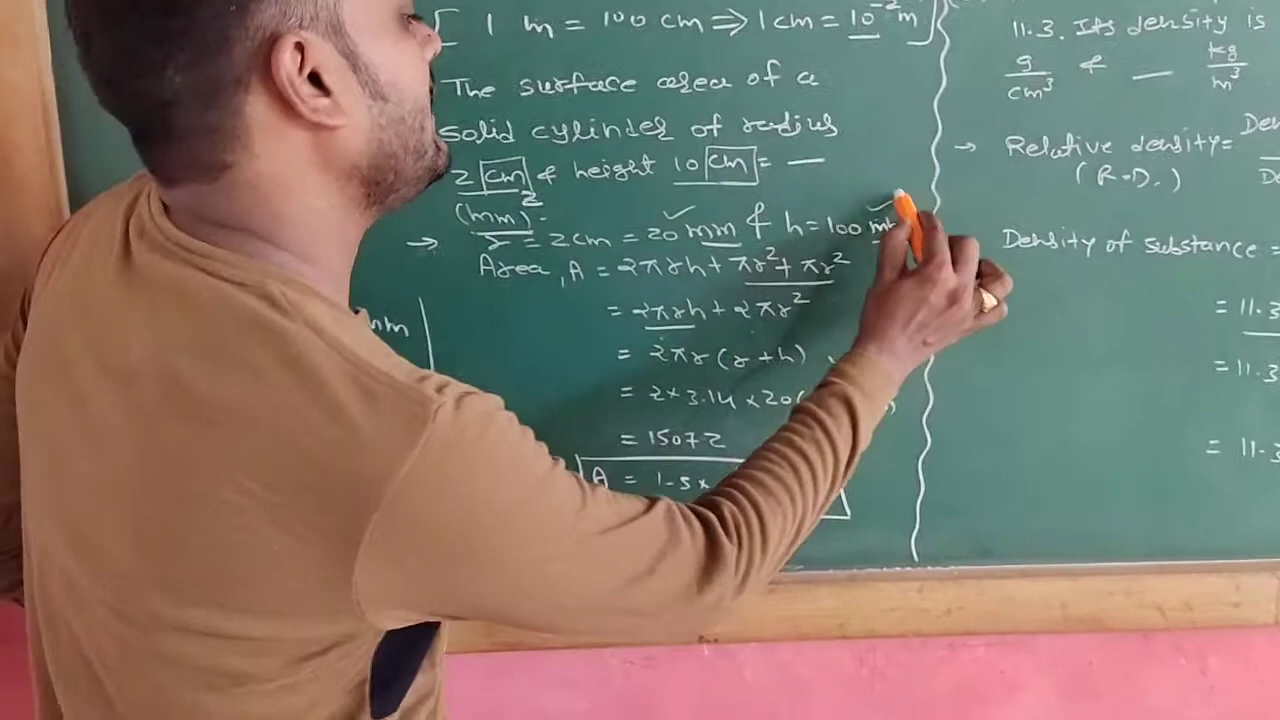 [ 1 m = 100 cm ⇒ 1 cm = 10⁻² m ]
The surface area of a
solid cylinder of radius
2 cm & height 10 cm = —
(mm)² -
→ r = 2 cm = 20 mm & h = 100 mm
Area, A = 2πrh + πr² + πr²
= 2πrh + 2πr²
= 2πr (r + h)
= 2 × 3.14 × 20(
= 15072
A = 1.5 ×
mm
11.3. Its density is
g/cm³ & — kg/m³
→ Relative density =
(R.D.)
Density of substance =
= 11.3
= 11.3
= 11.3